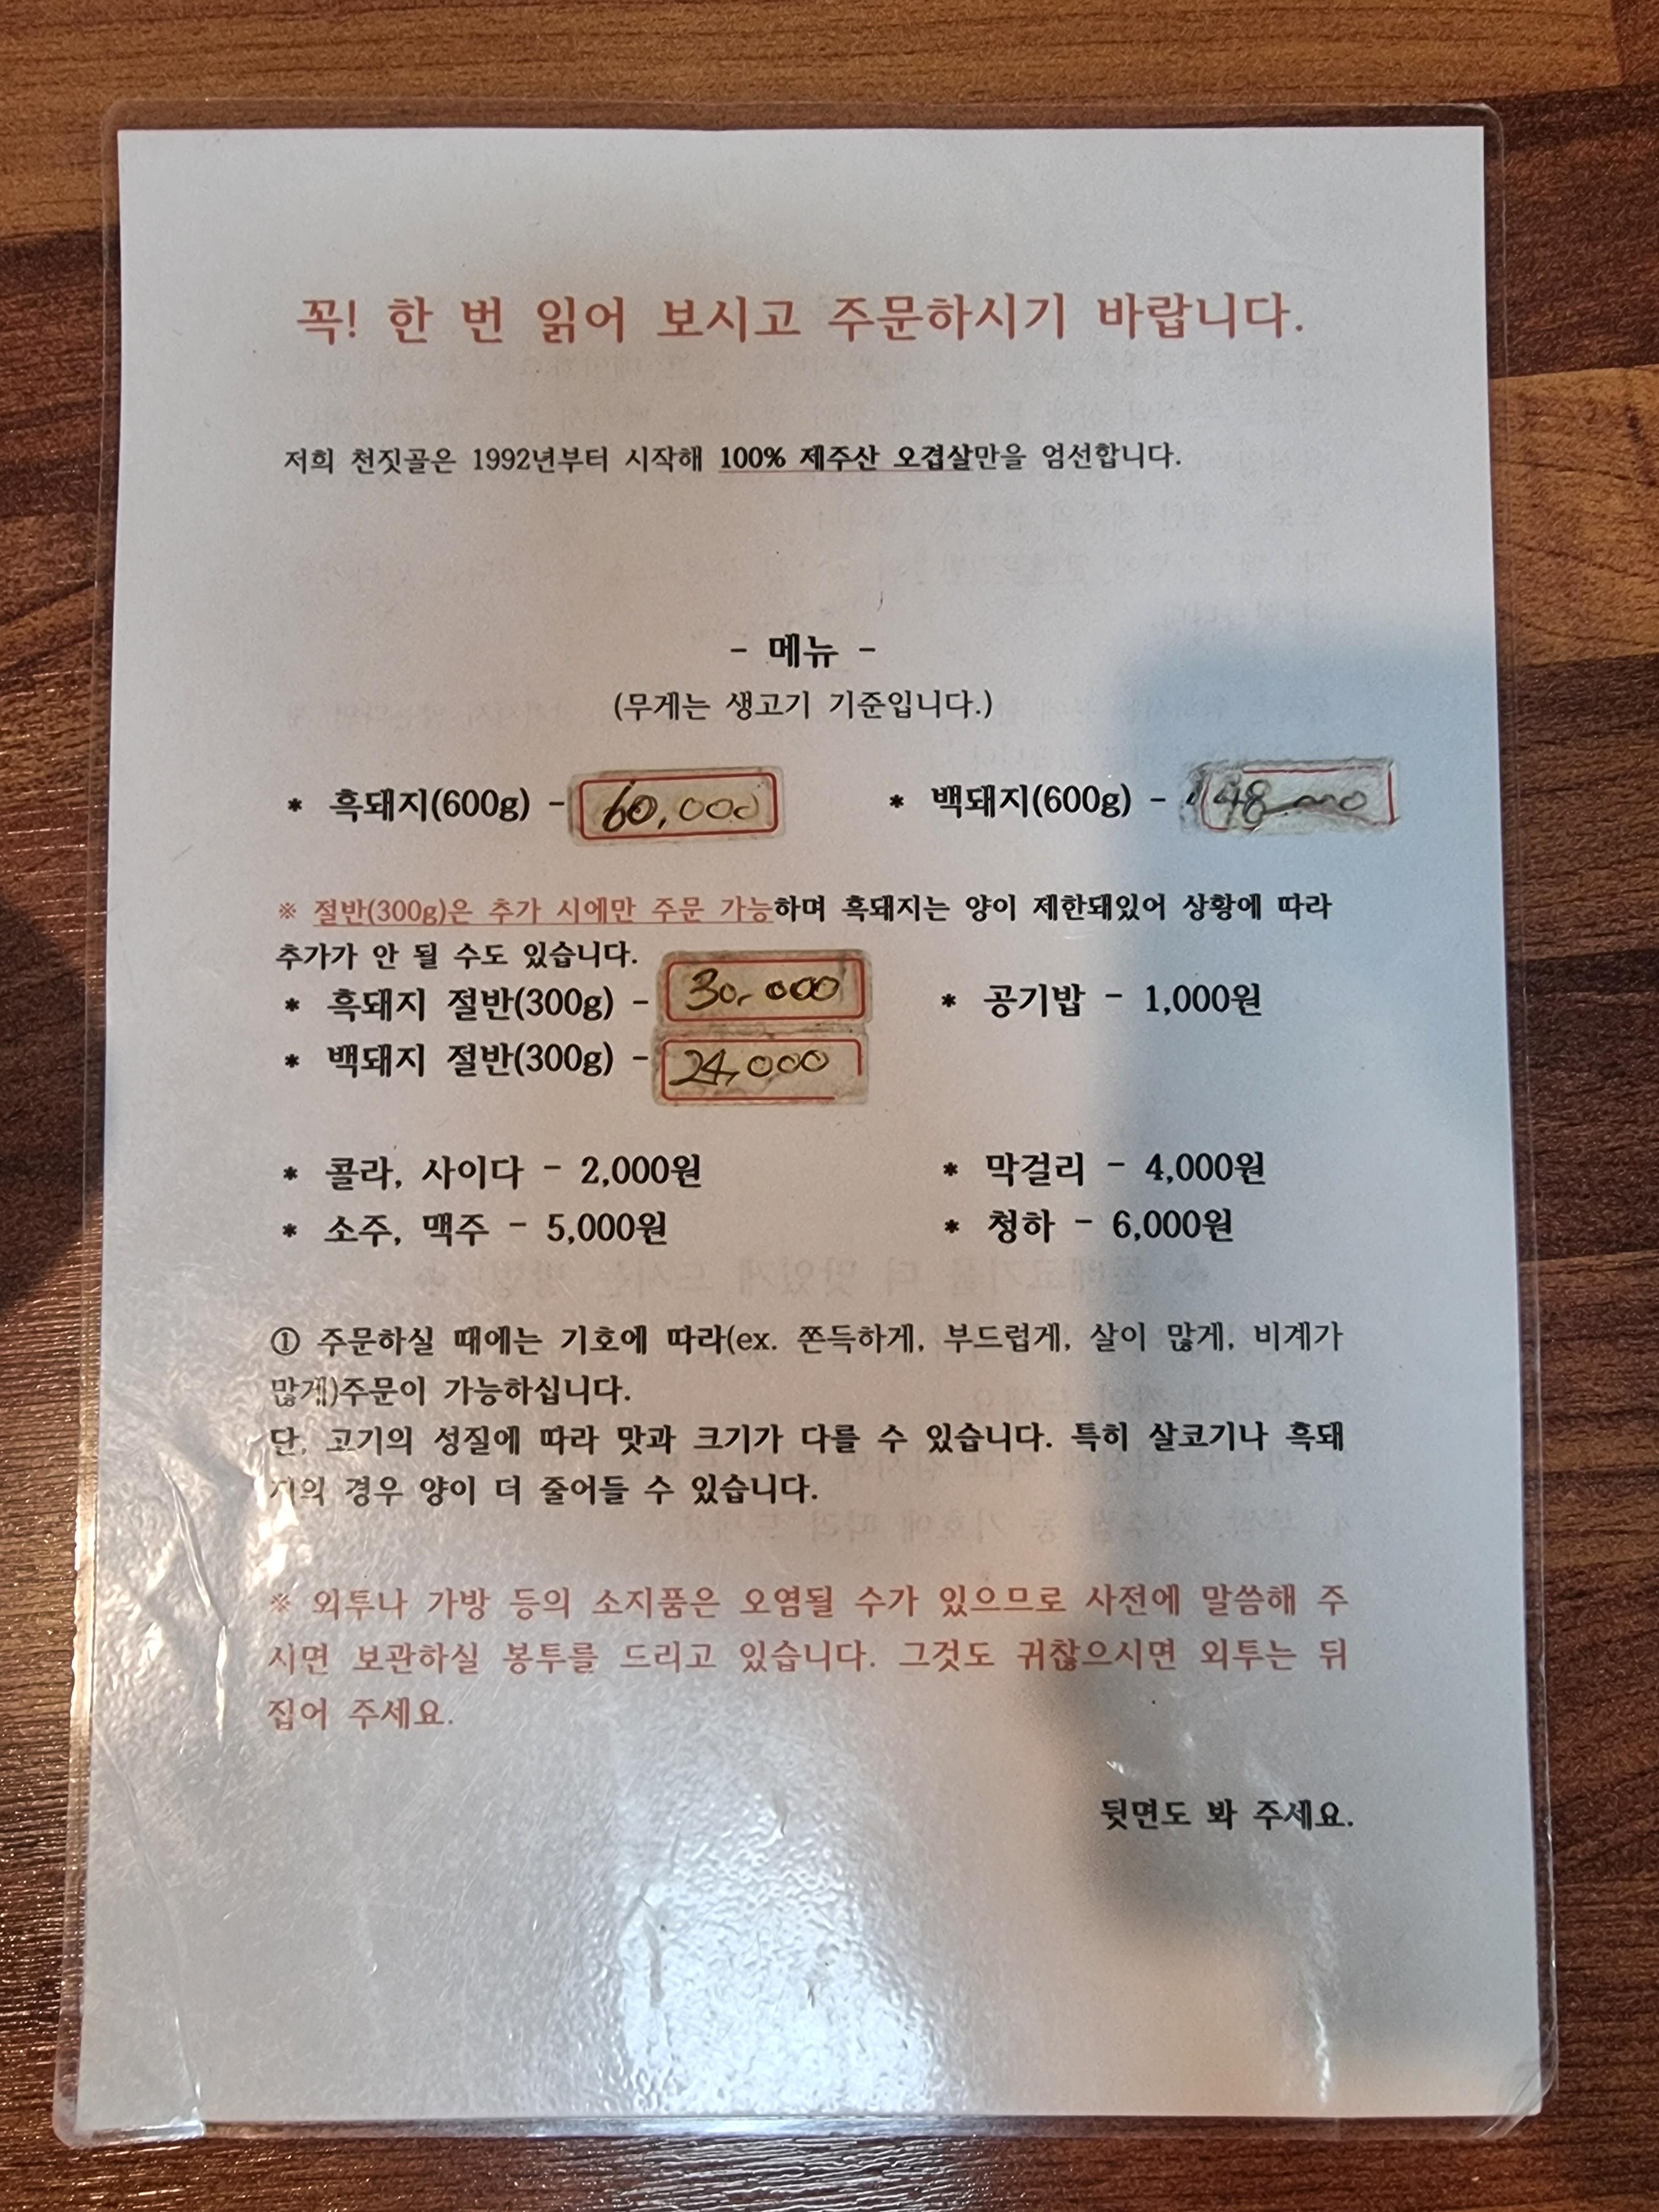 꼭! 한 번 읽어 보시고 주문하시기 바랍니다.
저희 천짓골은 1992년부터 시작해 100% 제주산 오겹살만을 엄선합니다.
- 메뉴 -
(무게는 생고기 기준입니다.)
* 흑돼지(600g) - 60,000
* 백돼지(600g) - 48,000
※ 절반(300g)은 추가 시에만 주문 가능하며 흑돼지는 양이 제한돼있어 상황에 따라
추가가 안 될 수도 있습니다.
* 흑돼지 절반(300g) - 30,000
* 공기밥 - 1,000원
* 백돼지 절반(300g) - 24,000
* 콜라, 사이다 - 2,000원
* 막걸리 - 4,000원
* 소주, 맥주 - 5,000원
* 청하 - 6,000원
① 주문하실 때에는 기호에 따라(ex. 쫀득하게, 부드럽게, 살이 많게, 비계가
많게)주문이 가능하십니다.
단, 고기의 성질에 따라 맛과 크기가 다를 수 있습니다. 특히 살코기나 흑돼
지의 경우 양이 더 줄어들 수 있습니다.
※ 외투나 가방 등의 소지품은 오염될 수가 있으므로 사전에 말씀해 주
시면 보관하실 봉투를 드리고 있습니다. 그것도 귀찮으시면 외투는 뒤
집어 주세요.
뒷면도 봐 주세요.